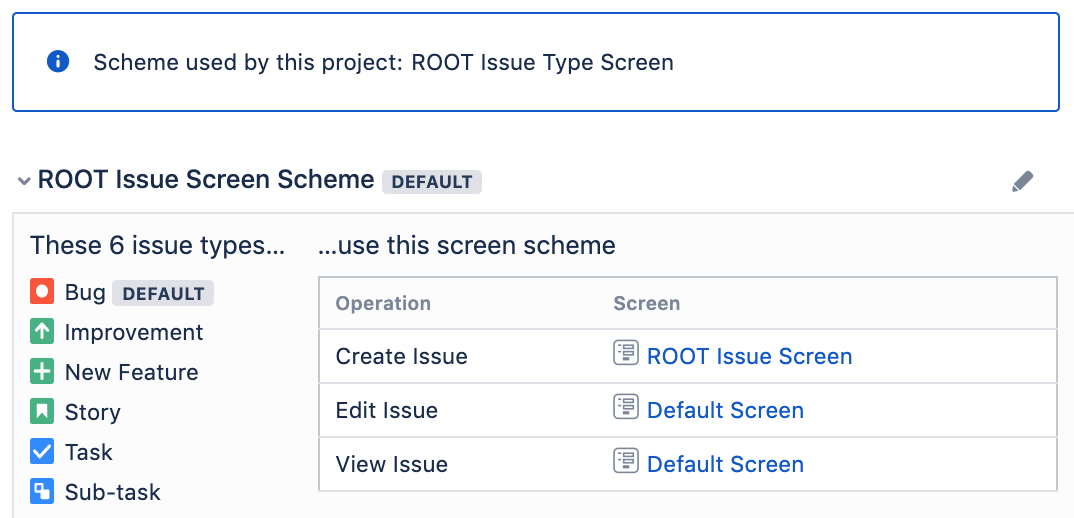 Scheme used by this project: ROOT Issue Type Screen
ROOT Issue Screen Scheme DEFAULT
These 6 issue types... ...use this screen scheme
Bug DEFAULT
Improvement
New Feature
Story
Task
Sub-task
Operation Screen
Create Issue ROOT Issue Screen
Edit Issue Default Screen
View Issue Default Screen